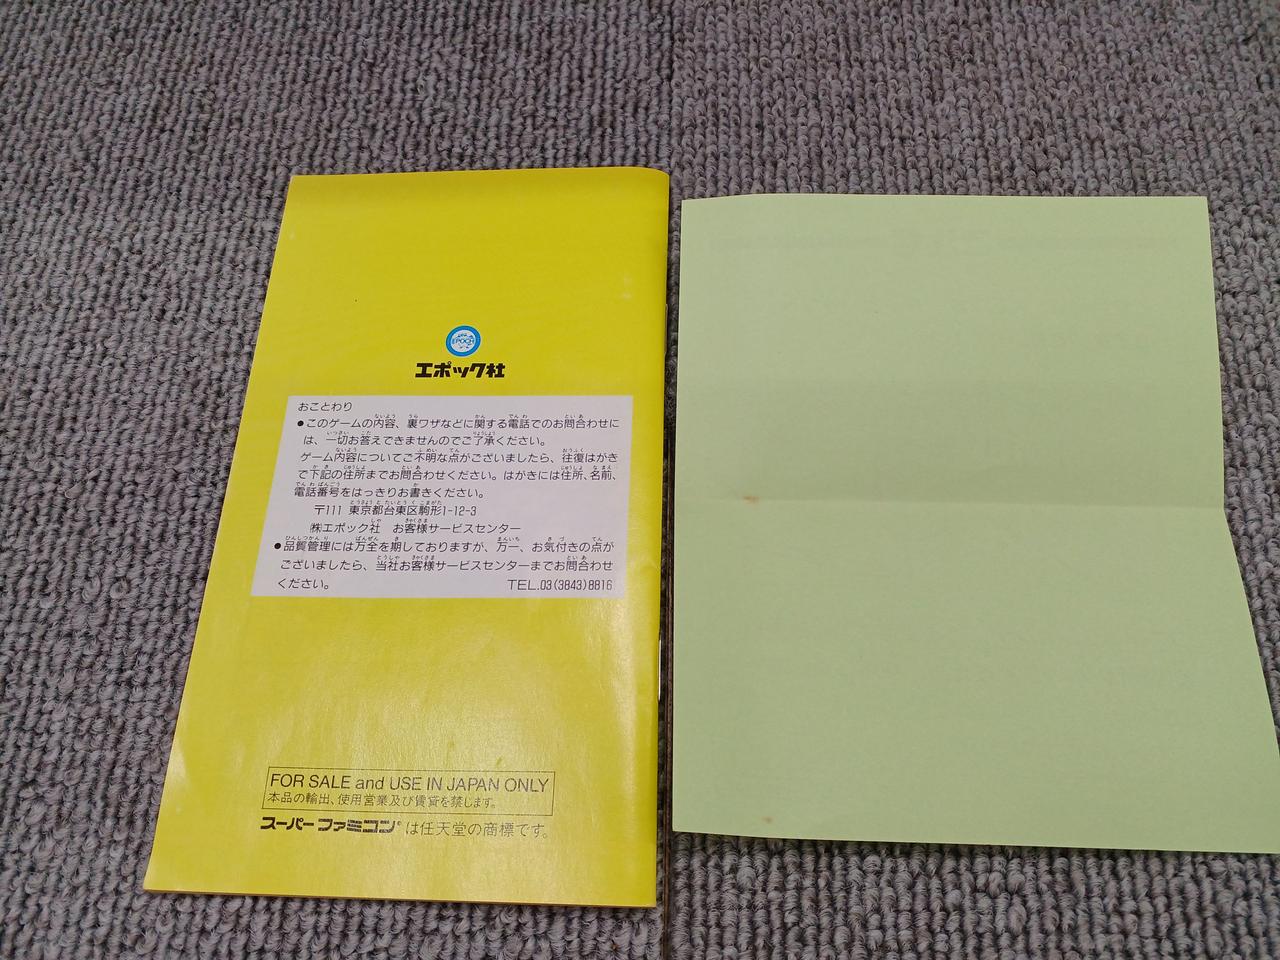 EPOCH
エポック社
おことわり
●このゲームの内容、裏ワザなどに関する電話でのお問合わせに
は、一切お答えできませんのでご了承ください。
ゲーム内容についてご不明な点がございましたら、往復はがき
で下記の住所までお問合わせください。はがきには住所、名前、
電話番号をはっきりお書きください。
〒111 東京都台東区駒形1-12-3
㈱エポック社 お客様サービスセンター
●品質管理には万全を期しておりますが、万一、お気付きの点が
ございましたら、当社お客様サービスセンターまでお問合わせ
ください。 TEL.03(3843)8816
FOR SALE and USE IN JAPAN ONLY
本品の輸出、使用営業及び賃貸を禁じます。
スーパーファミコン®は任天堂の商標です。